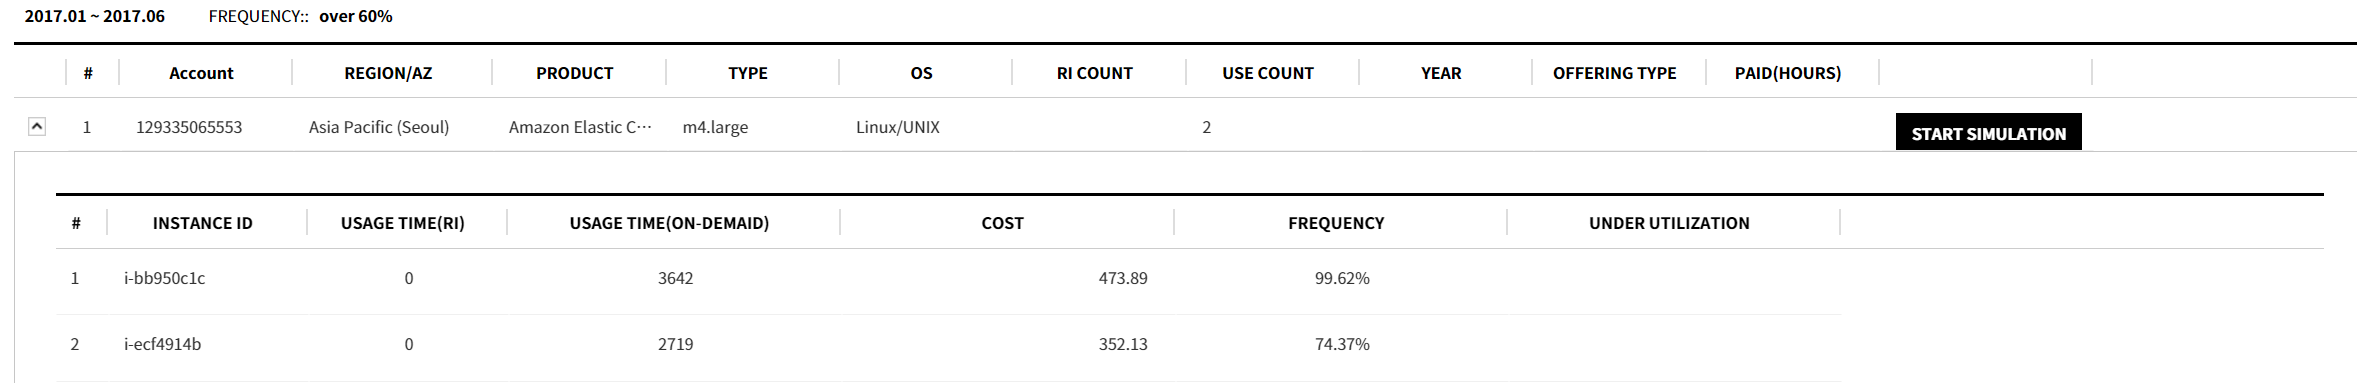 2017.01 ~ 2017.06 FREQUENCY:: over 60%
# Account REGION/AZ PRODUCT TYPE OS RI COUNT USE COUNT YEAR OFFERING TYPE PAID(HOURS)
1 129335065553 Asia Pacific (Seoul) Amazon Elastic C⋯ m4.large Linux/UNIX 2 START SIMULATION
# INSTANCE ID USAGE TIME(RI) USAGE TIME(ON-DEMAID) COST FREQUENCY UNDER UTILIZATION
1 i-bb950c1c 0 3642 473.89 99.62%
2 i-ecf4914b 0 2719 352.13 74.37%